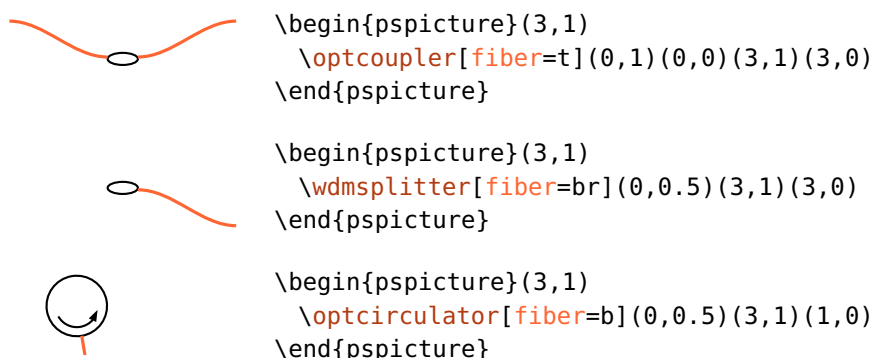 \begin{pspicture}(3,1)
  \optcoupler[fiber=t](0,1)(0,0)(3,1)(3,0)
\end{pspicture}
\begin{pspicture}(3,1)
  \wdmsplitter[fiber=br](0,0.5)(3,1)(3,0)
\end{pspicture}
\begin{pspicture}(3,1)
  \optcirculator[fiber=b](0,0.5)(3,1)(1,0)
\end{pspicture}